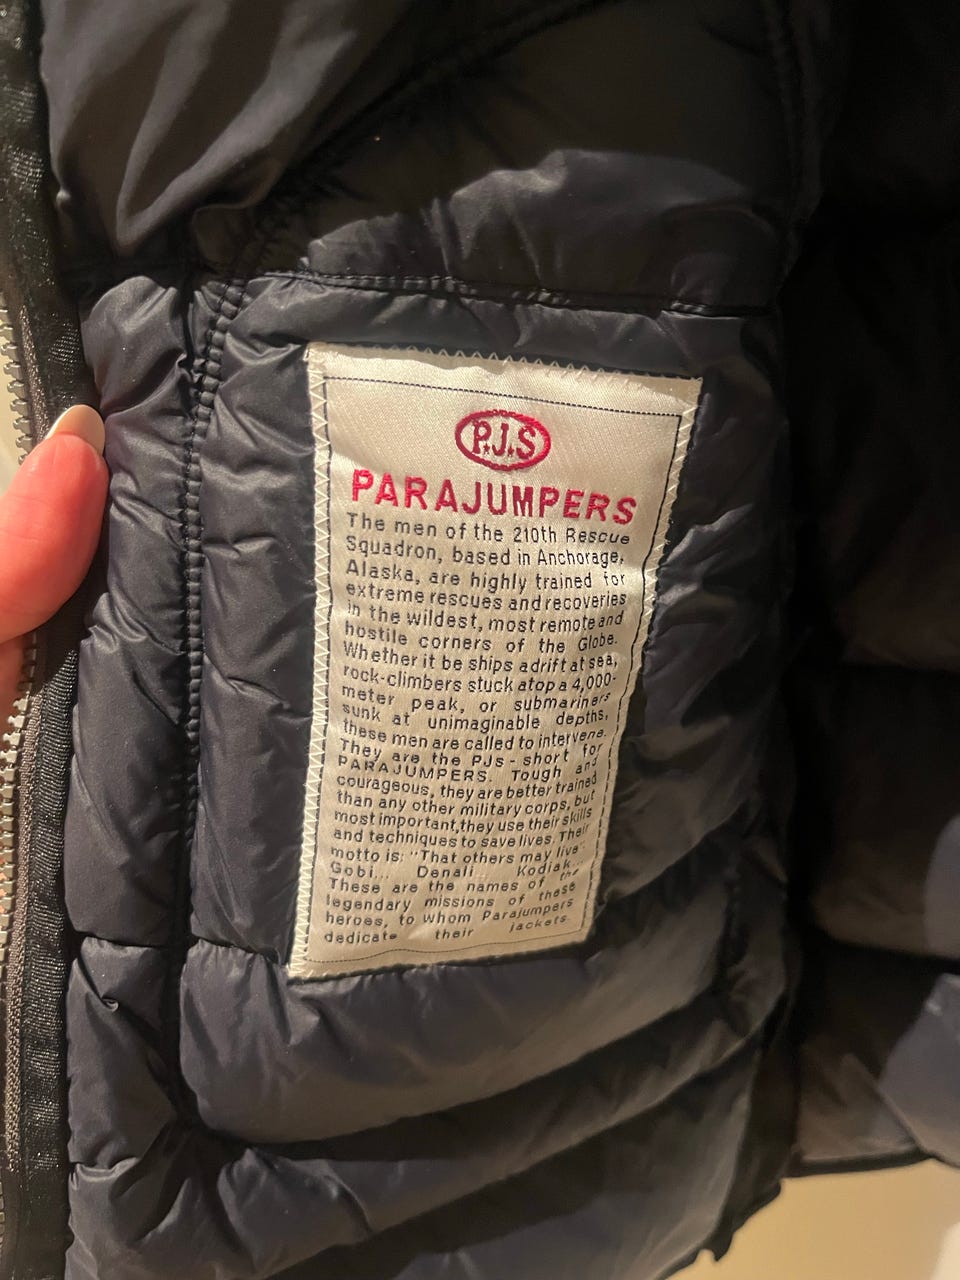 P.J.S
PARAJUMPERS
The men of the 210th Rescue
Squadron, based in Anchorage,
Alaska, are highly trained for
extreme rescues and recoveries
in the wildest, most remote and
hostile corners of the Globe.
Whether it be ships adrift at sea,
rock-climbers stuck atop a 4,000-
meter peak, or submariners
sunk at unimaginable depths,
these men are called to intervene.
They are the PJs - short for
PARAJUMPERS. Tough and
courageous, they are better trained
than any other military corps, but
most important,they use their skills
and techniques to save lives. Their
motto is: "That others may live"
Gobi... Denali Kodiak...
These are the names of the
legendary missions of these
heroes, to whom Parajumpers
dedicate their jackets.